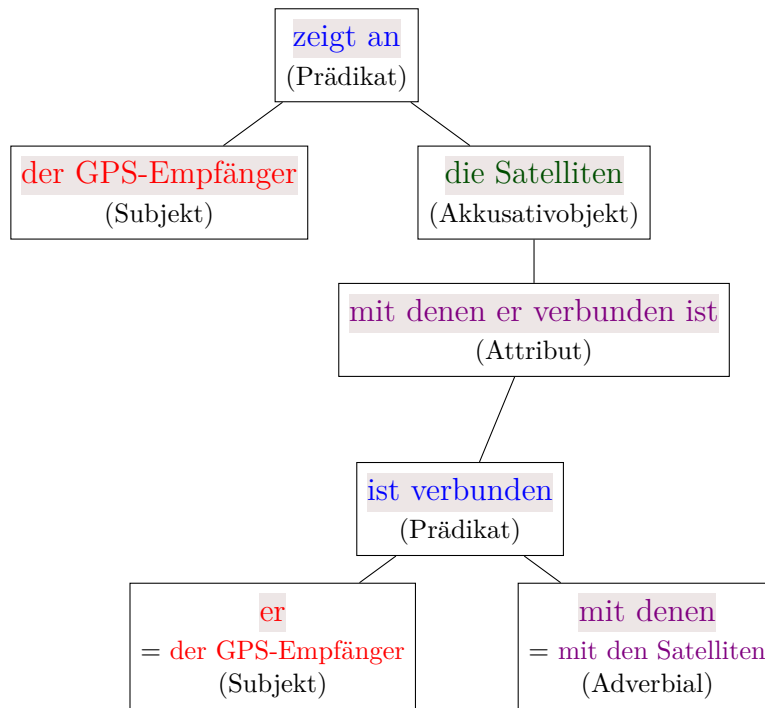 zeigt an
(Prädikat)
der GPS-Empfänger
(Subjekt)
die Satelliten
(Akkusativobjekt)
mit denen er verbunden ist
(Attribut)
ist verbunden
(Prädikat)
er
= der GPS-Empfänger
(Subjekt)
mit denen
= mit den Satelliten
(Adverbial)